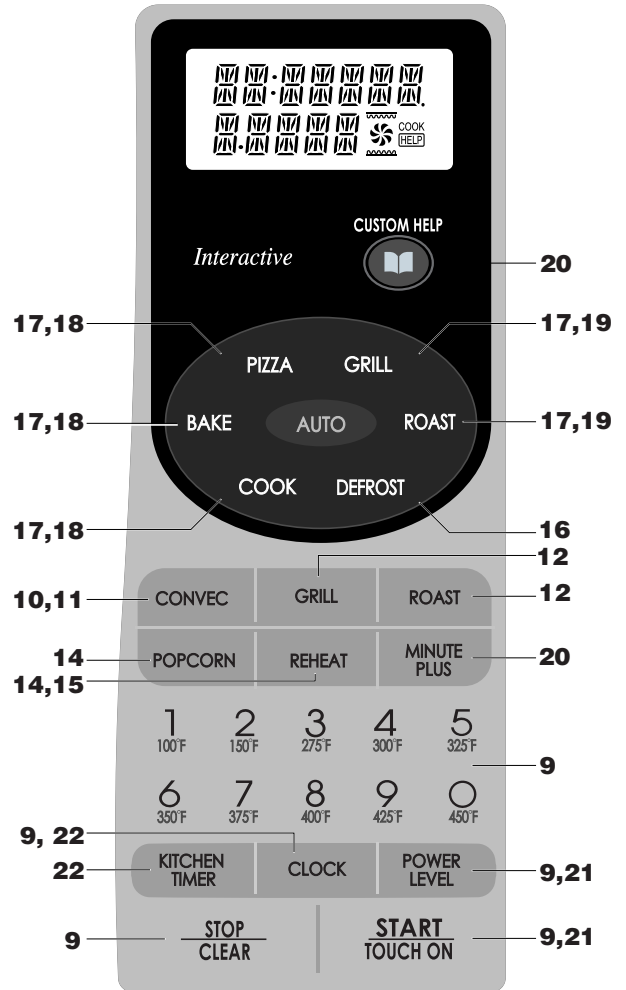 COOK
HELP
CUSTOM HELP
Interactive
20
17,18
17,19
PIZZA GRILL
17,18
BAKE AUTO ROAST
17,19
COOK DEFROST
17,18
16
12
10,11
CONVEC GRILL ROAST
12
14
POPCORN REHEAT MINUTE PLUS
20
14,15
1 2 3 4 5
100°F 150°F 275°F 300°F 325°F
9
6 7 8 9 0
350°F 375°F 400°F 425°F 450°F
9, 22
22
KITCHEN TIMER CLOCK POWER LEVEL
9,21
9
STOP
CLEAR
START
TOUCH ON
9,21